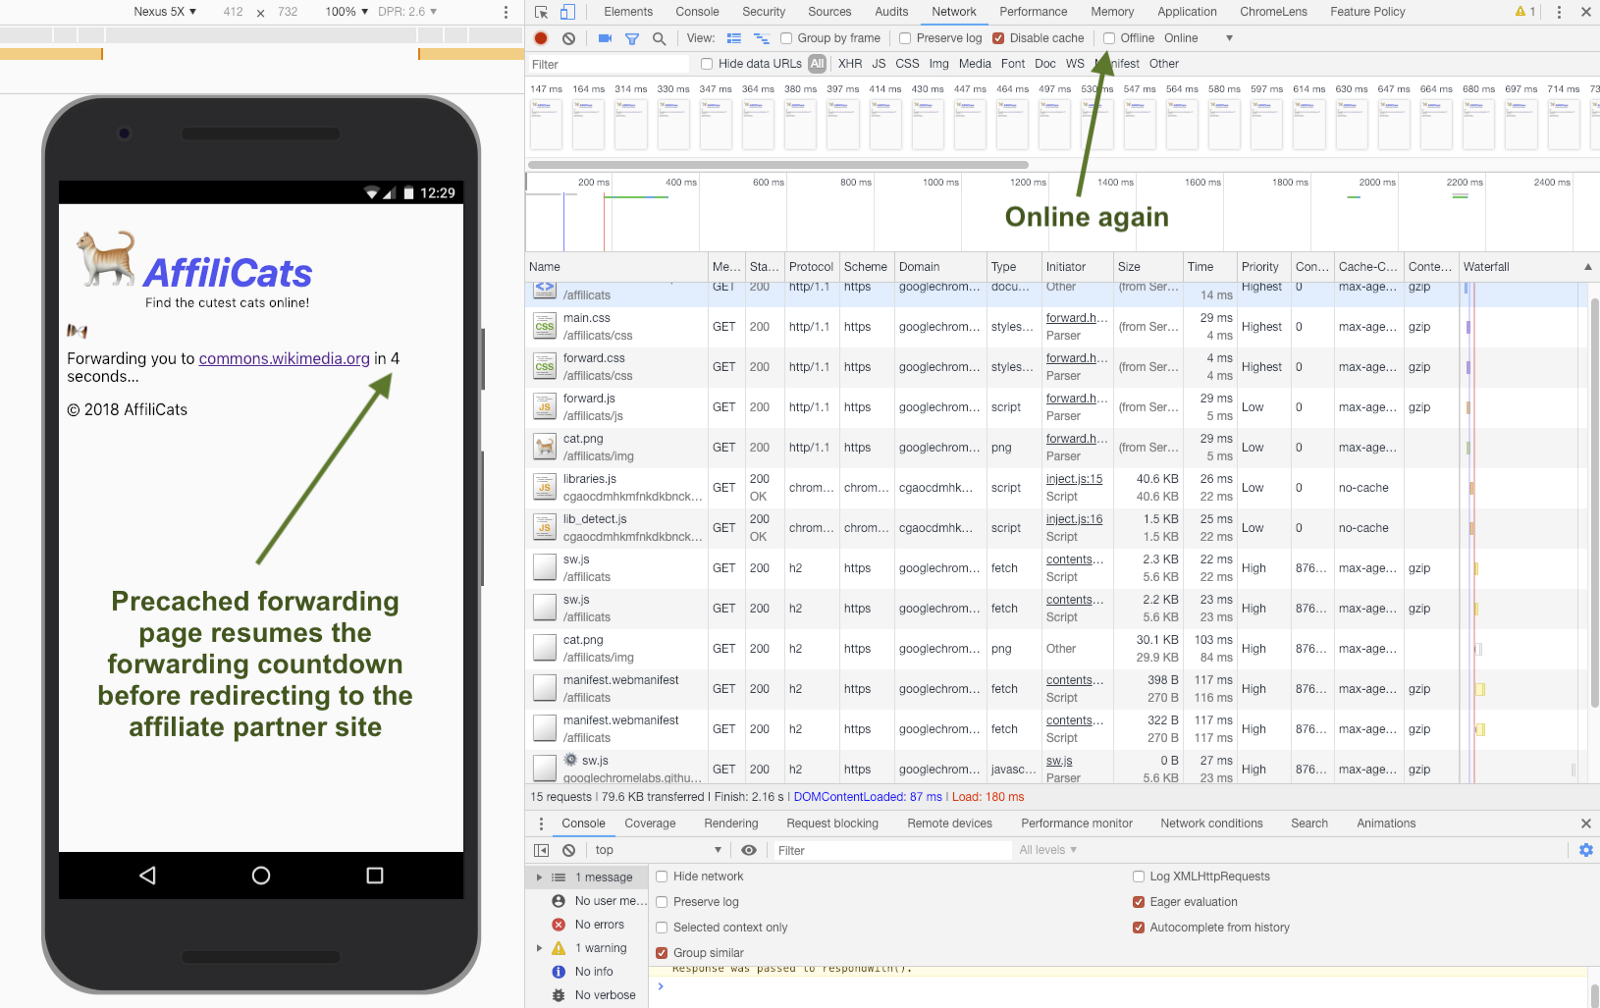 Nexus 5X ▾ 412 x 732 100% ▾ DPR: 2.6 ▾
12:29
AffiliCats
Find the cutest cats online!
Forwarding you to commons.wikimedia.org in 4
seconds...
© 2018 AffiliCats
Precached forwarding
page resumes the
forwarding countdown
before redirecting to the
affiliate partner site
Elements Console Security Sources Audits Network Performance Memory Application ChromeLens Feature Policy 1
View: Group by frame Preserve log Disable cache Offline Online ▾
Filter Hide data URLs All XHR JS CSS Img Media Font Doc WS Other
147 ms 164 ms 314 ms 330 ms 347 ms 364 ms 380 ms 397 ms 414 ms 430 ms 447 ms 464 ms 497 ms 530 ms 547 ms 564 ms 580 ms 597 ms 614 ms 630 ms 647 ms 664 ms 680 ms 697 ms 714 ms
200 ms 400 ms 600 ms 800 ms 1000 ms 1200 ms 1400 ms 1600 ms 1800 ms 2000 ms 2200 ms 2400 ms
Online again
Name Me... Sta... Protocol Scheme Domain Type Initiator Size Time Priority Con... Cache-C... Conte... Waterfall
GET 200 http/1.1 https googlechrom... docu... Other (from Ser... Highest 0 max-age... gzip
/affilicats 14 ms
main.css forward.h... 29 ms
GET 200 http/1.1 https googlechrom... styles... (from Ser... Highest 0 max-age... gzip
/affilicats/css Parser 4 ms
forward.css forward.h... 4 ms
GET 200 http/1.1 https googlechrom... styles... (from Ser... Highest 0 max-age... gzip
/affilicats/css Parser 4 ms
forward.js forward.h... 29 ms
GET 200 http/1.1 https googlechrom... script (from Ser... Low 0 max-age... gzip
/affilicats/js Parser 5 ms
cat.png forward.h... 29 ms
GET 200 http/1.1 https googlechrom... png (from Ser... Low 0 max-age... gzip
/affilicats/img Parser 5 ms
libraries.js 200 inject.js:15 40.6 KB 26 ms
GET chrom... chrom... cgaocdmhk... script Low 0 no-cache
cgaocdmhkmfnkdkbnck... OK Script 40.6 KB 22 ms
lib_detect.js 200 inject.js:16 1.5 KB 25 ms
GET chrom... chrom... cgaocdmhk... script Low 0 no-cache
cgaocdmhkmfnkdkbnck... OK Script 1.5 KB 22 ms
sw.js contents... 2.3 KB 22 ms
GET 200 h2 https googlechrom... fetch High 876... max-age... gzip
/affilicats Script 5.6 KB 22 ms
sw.js contents... 2.2 KB 23 ms
GET 200 h2 https googlechrom... fetch High 876... max-age... gzip
/affilicats Script 5.6 KB 23 ms
cat.png 30.1 KB 103 ms
GET 200 h2 https googlechrom... png Other High 876... max-age...
/affilicats/img 29.9 KB 84 ms
manifest.webmanifest contents... 398 B 117 ms
GET 200 h2 https googlechrom... fetch High 876... max-age... gzip
/affilicats Script 270 B 116 ms
manifest.webmanifest contents... 322 B 117 ms
GET 200 h2 https googlechrom... fetch High 876... max-age... gzip
/affilicats Script 270 B 117 ms
sw.js sw.js 0 B 27 ms
GET 200 h2 https googlechrom... javasc... High 876... max-age... gzip
googlechromelabs.githu... Parser 5.6 KB 23 ms
15 requests | 79.6 KB transferred | Finish: 2.16 s | DOMContentLoaded: 87 ms | Load: 180 ms
Console Coverage Rendering Request blocking Remote devices Performance monitor Network conditions Search Animations
top ▾ Filter All levels ▾
1 message
No user me...
No errors
1 warning
No info
No verbose
Hide network Log XMLHttpRequests
Preserve log Eager evaluation
Selected context only Autocomplete from history
Group similar
Response was passed to respondWith().